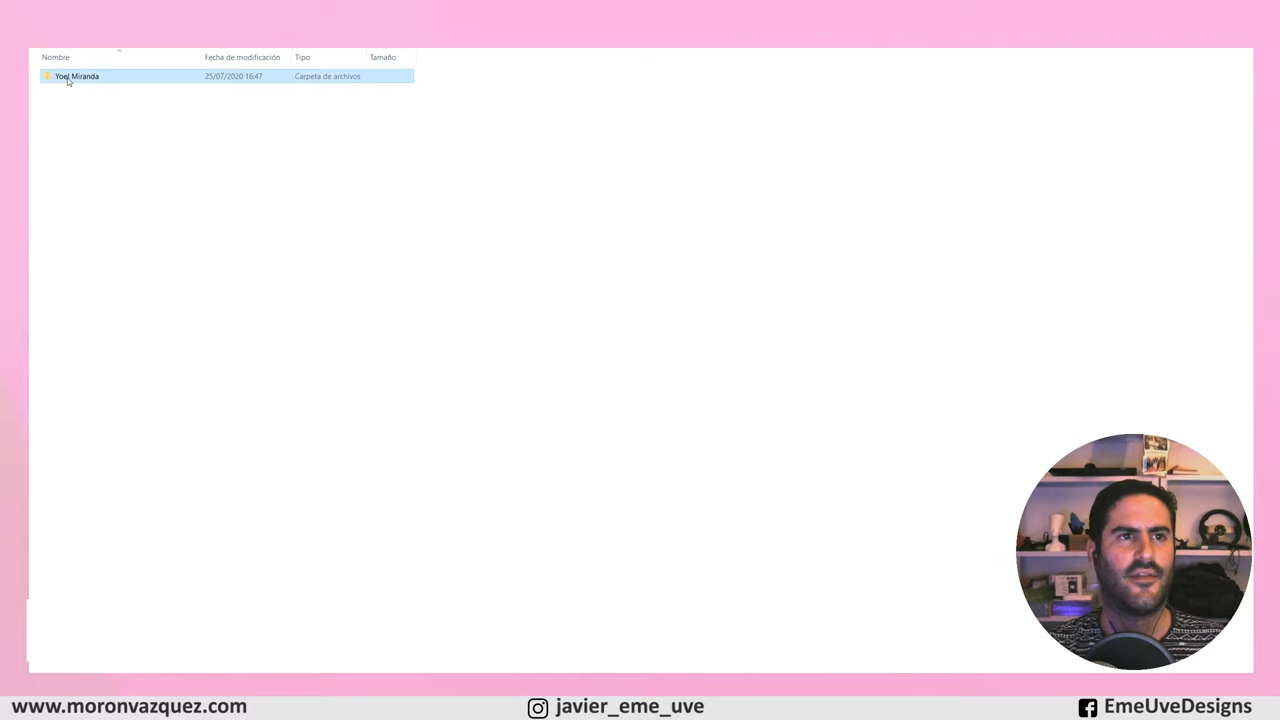 Nombre Fecha de modificación Tipo Tamaño
Yoel Miranda 25/07/2020 16:47 Carpeta de archivos
www.moronvazquez.com javier_eme_uve EmeUveDesigns